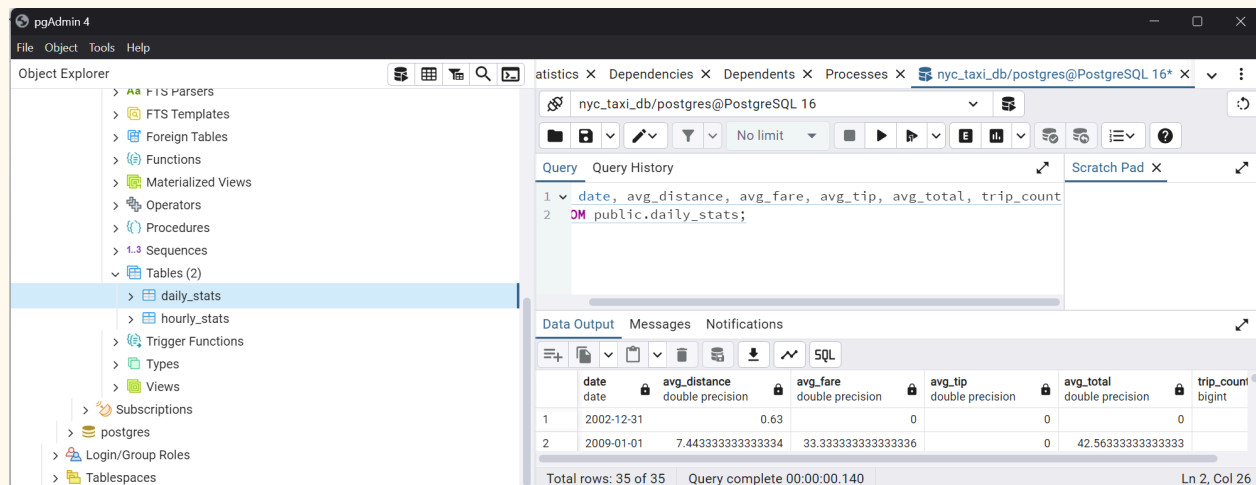 pgAdmin 4
File Object Tools Help
Object Explorer
atistics Dependencies Dependents Processes nyc_taxi_db/postgres@PostgreSQL 16*
Aa FTS Parsers
FTS Templates
Foreign Tables
Functions
Materialized Views
Operators
Procedures
1..3 Sequences
Tables (2)
daily_stats
hourly_stats
Trigger Functions
Types
Views
Subscriptions
postgres
Login/Group Roles
Tablespaces
nyc_taxi_db/postgres@PostgreSQL 16
No limit
E
Query Query History
Scratch Pad
1 date, avg_distance, avg_fare, avg_tip, avg_total, trip_count
2 OM public.daily_stats;
Data Output Messages Notifications
SQL
date avg_distance avg_fare avg_tip avg_total trip_count
date double precision double precision double precision double precision bigint
1 2002-12-31 0.63 0 0 0
2 2009-01-01 7.443333333333334 33.333333333333336 0 42.56333333333333
Total rows: 35 of 35 Query complete 00:00:00.140 Ln 2, Col 26